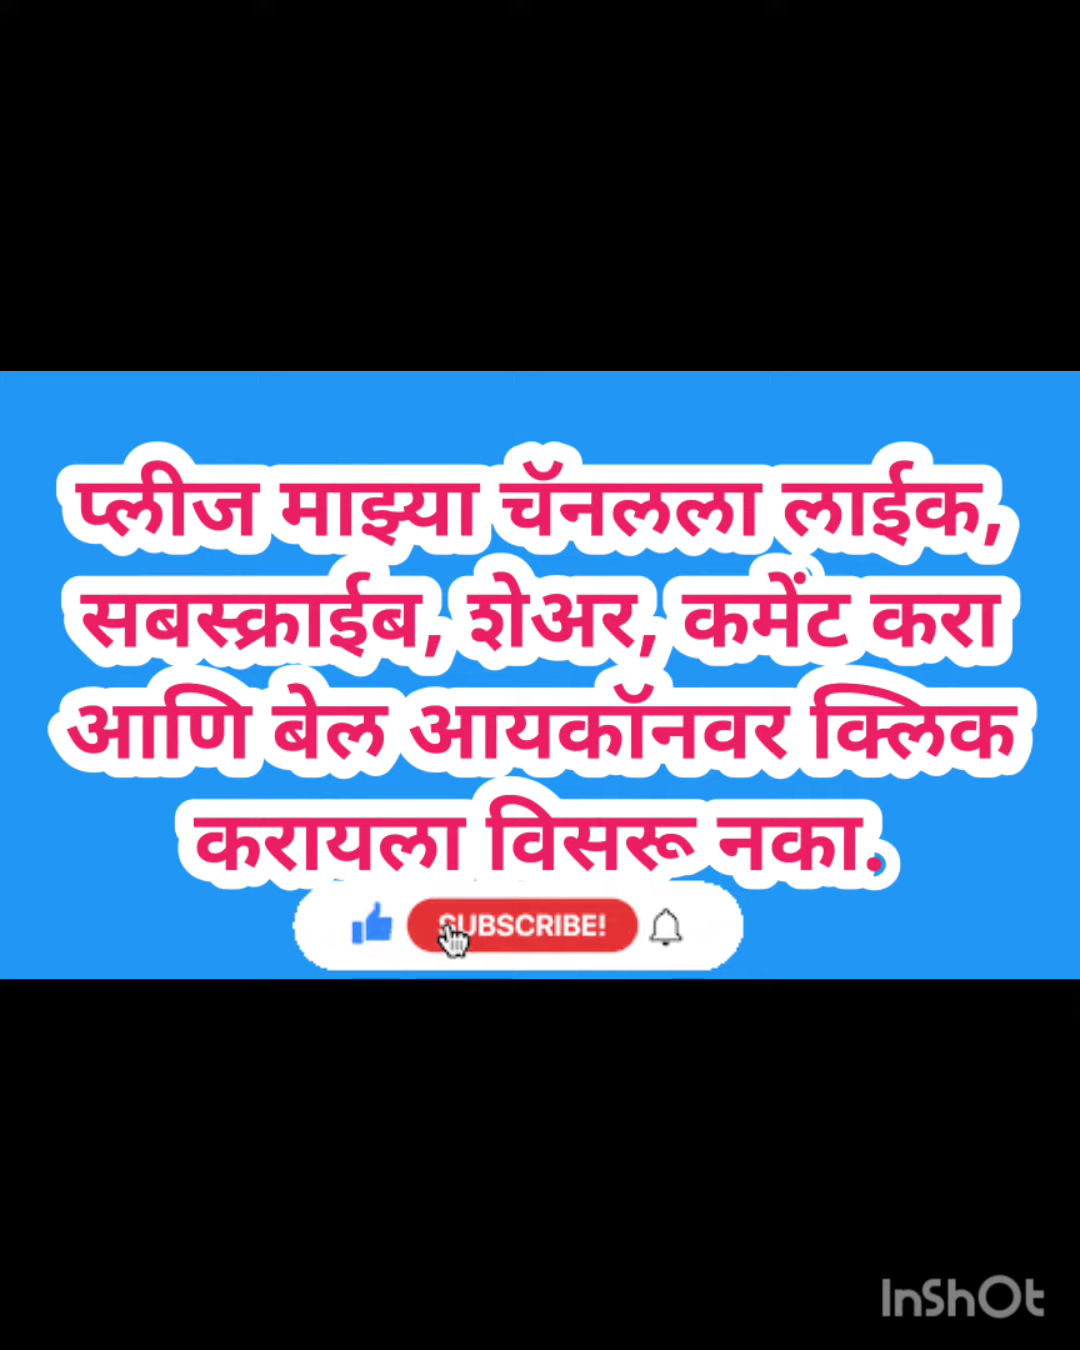 प्लीज माझ्या चॅनलला लाईक,
सबस्क्राईब, शेअर, कमेंट करा
आणि बेल आयकॉनवर क्लिक
करायला विसरू नका.
SUBSCRIBE!
InShOt